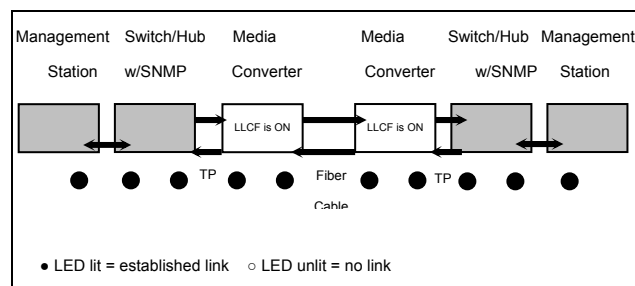 Management Switch/Hub Media Media Switch/Hub Management
Station w/SNMP Converter Converter w/SNMP Station
LLCF is ON LLCF is ON
TP Fiber TP
Cable
● LED lit = established link ○ LED unlit = no link